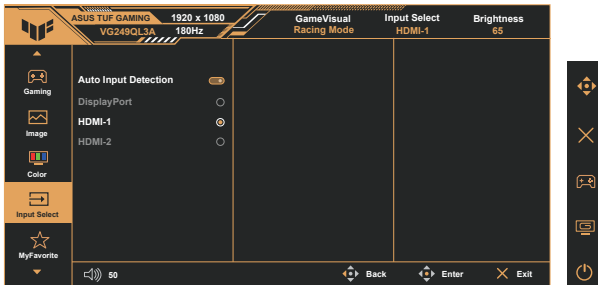 ASUS TUF GAMING 1920 x 1080 GameVisual Input Select Brightness
VG249QL3A 180Hz Racing Mode HDMI-1 65
Gaming
Image
Color
Input Select
MyFavorite
Auto Input Detection
DisplayPort
HDMI-1
HDMI-2
50 Back Enter Exit